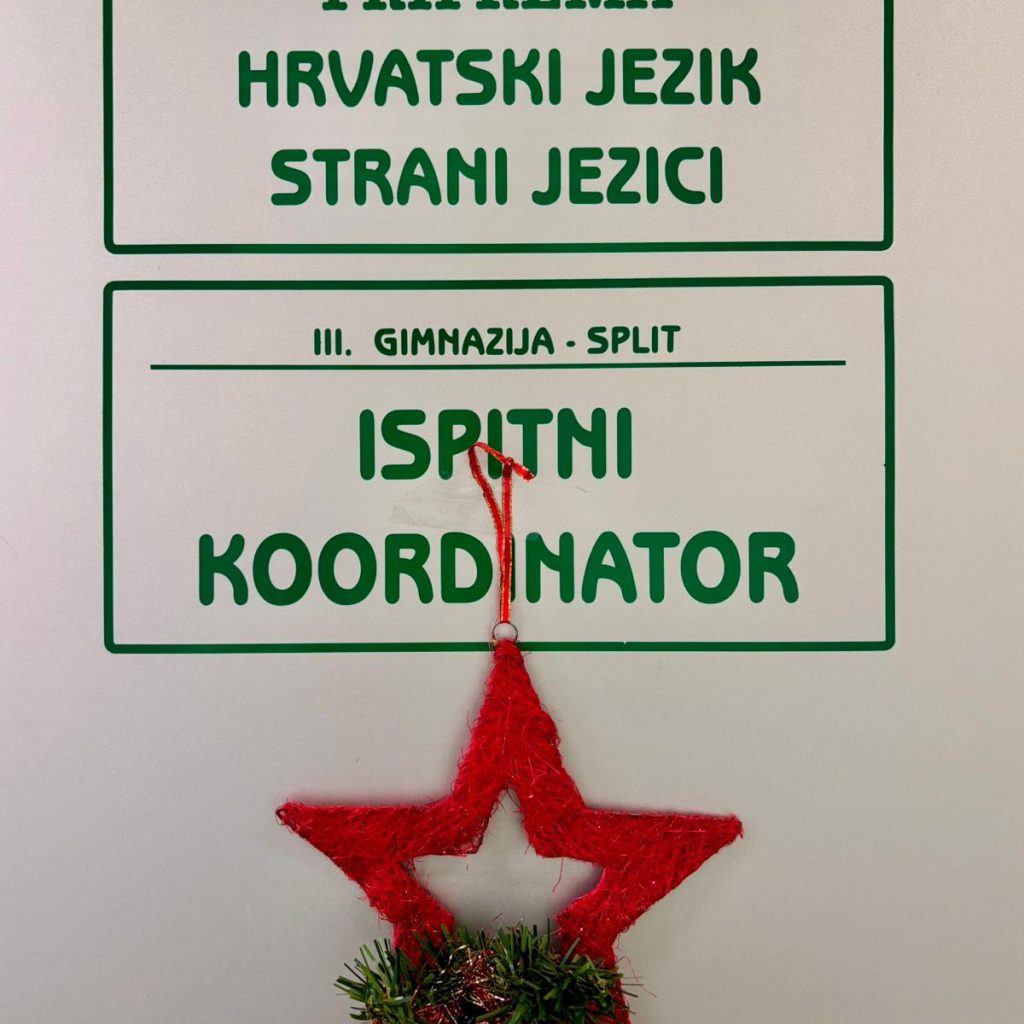 HRVATSKI JEZIK
STRANI JEZICI
III. GIMNAZIJA - SPLIT
ISPITNI
KOORDINATOR